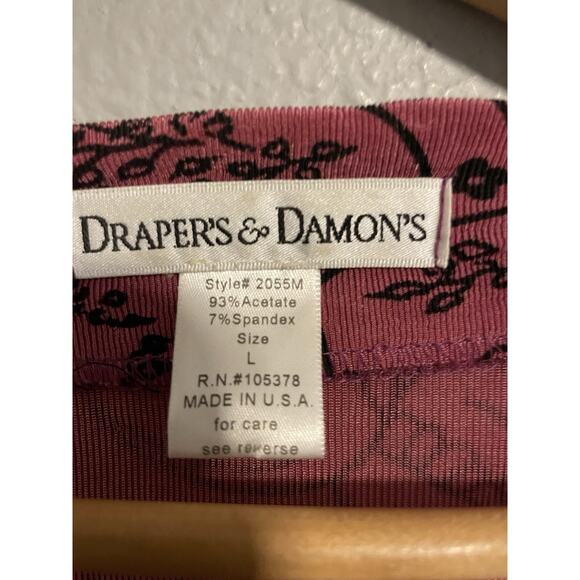 DRAPER'S & DAMON'S
Style# 2055M
93%Acetate
7%Spandex
Size
L
R.N.#105378
MADE IN U.S.A.
for care
see reverse